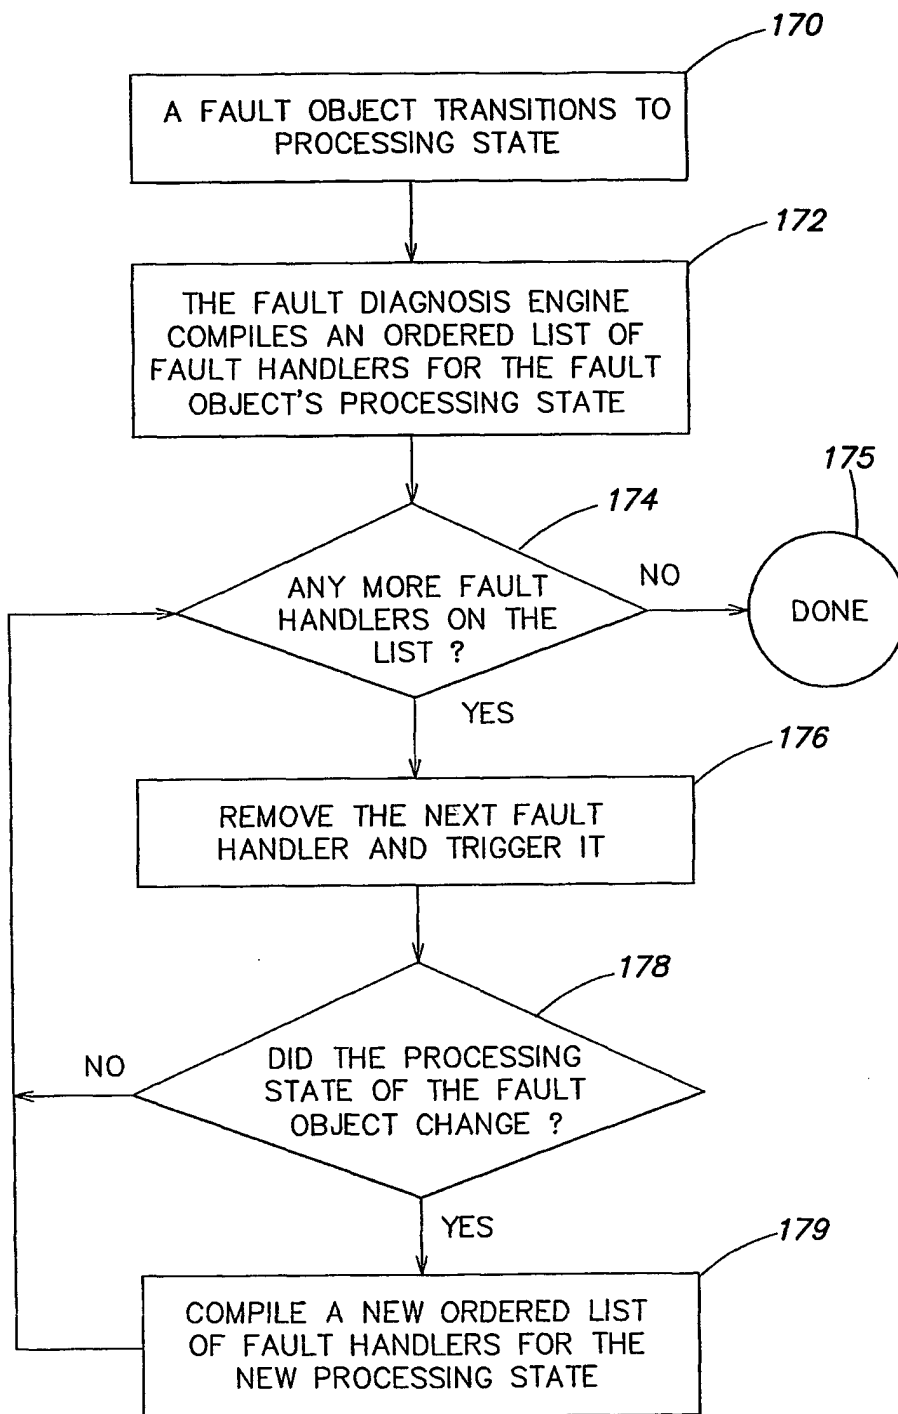 170
A FAULT OBJECT TRANSITIONS TO
PROCESSING STATE
172
THE FAULT DIAGNOSIS ENGINE
COMPILES AN ORDERED LIST OF
FAULT HANDLERS FOR THE FAULT
OBJECT'S PROCESSING STATE
174
175
ANY MORE FAULT
HANDLERS ON THE
LIST ?
NO
DONE
YES
176
REMOVE THE NEXT FAULT
HANDLER AND TRIGGER IT
178
DID THE PROCESSING
STATE OF THE FAULT
OBJECT CHANGE ?
NO
YES
179
COMPILE A NEW ORDERED LIST
OF FAULT HANDLERS FOR THE
NEW PROCESSING STATE